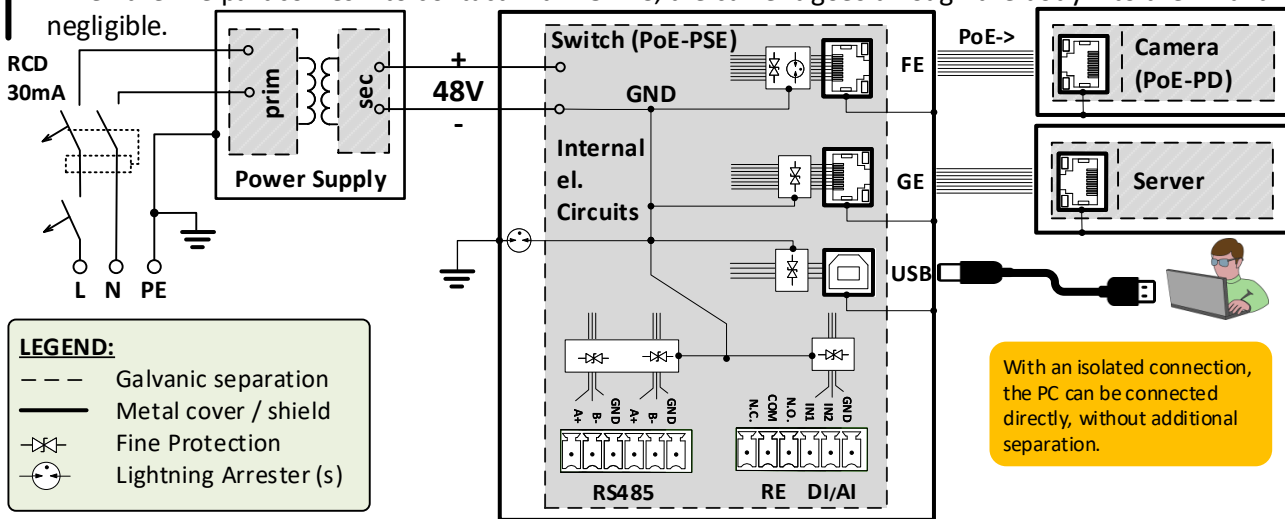 negligible.
RCD
30mA
prim
sec
Power Supply
L N PE
+
48V
-
Switch (PoE-PSE)
GND
Internal
el.
Circuits
FE
GE
USB
PoE->
Camera
(PoE-PD)
Server
A+ B- GND A+ B- GND
N.C. COM N.O. IN1 IN2 GND
RS485
RE DI/AI
LEGEND:
Galvanic separation
Metal cover / shield
Fine Protection
Lightning Arrester (s)
With an isolated connection,
the PC can be connected
directly, without additional
separation.